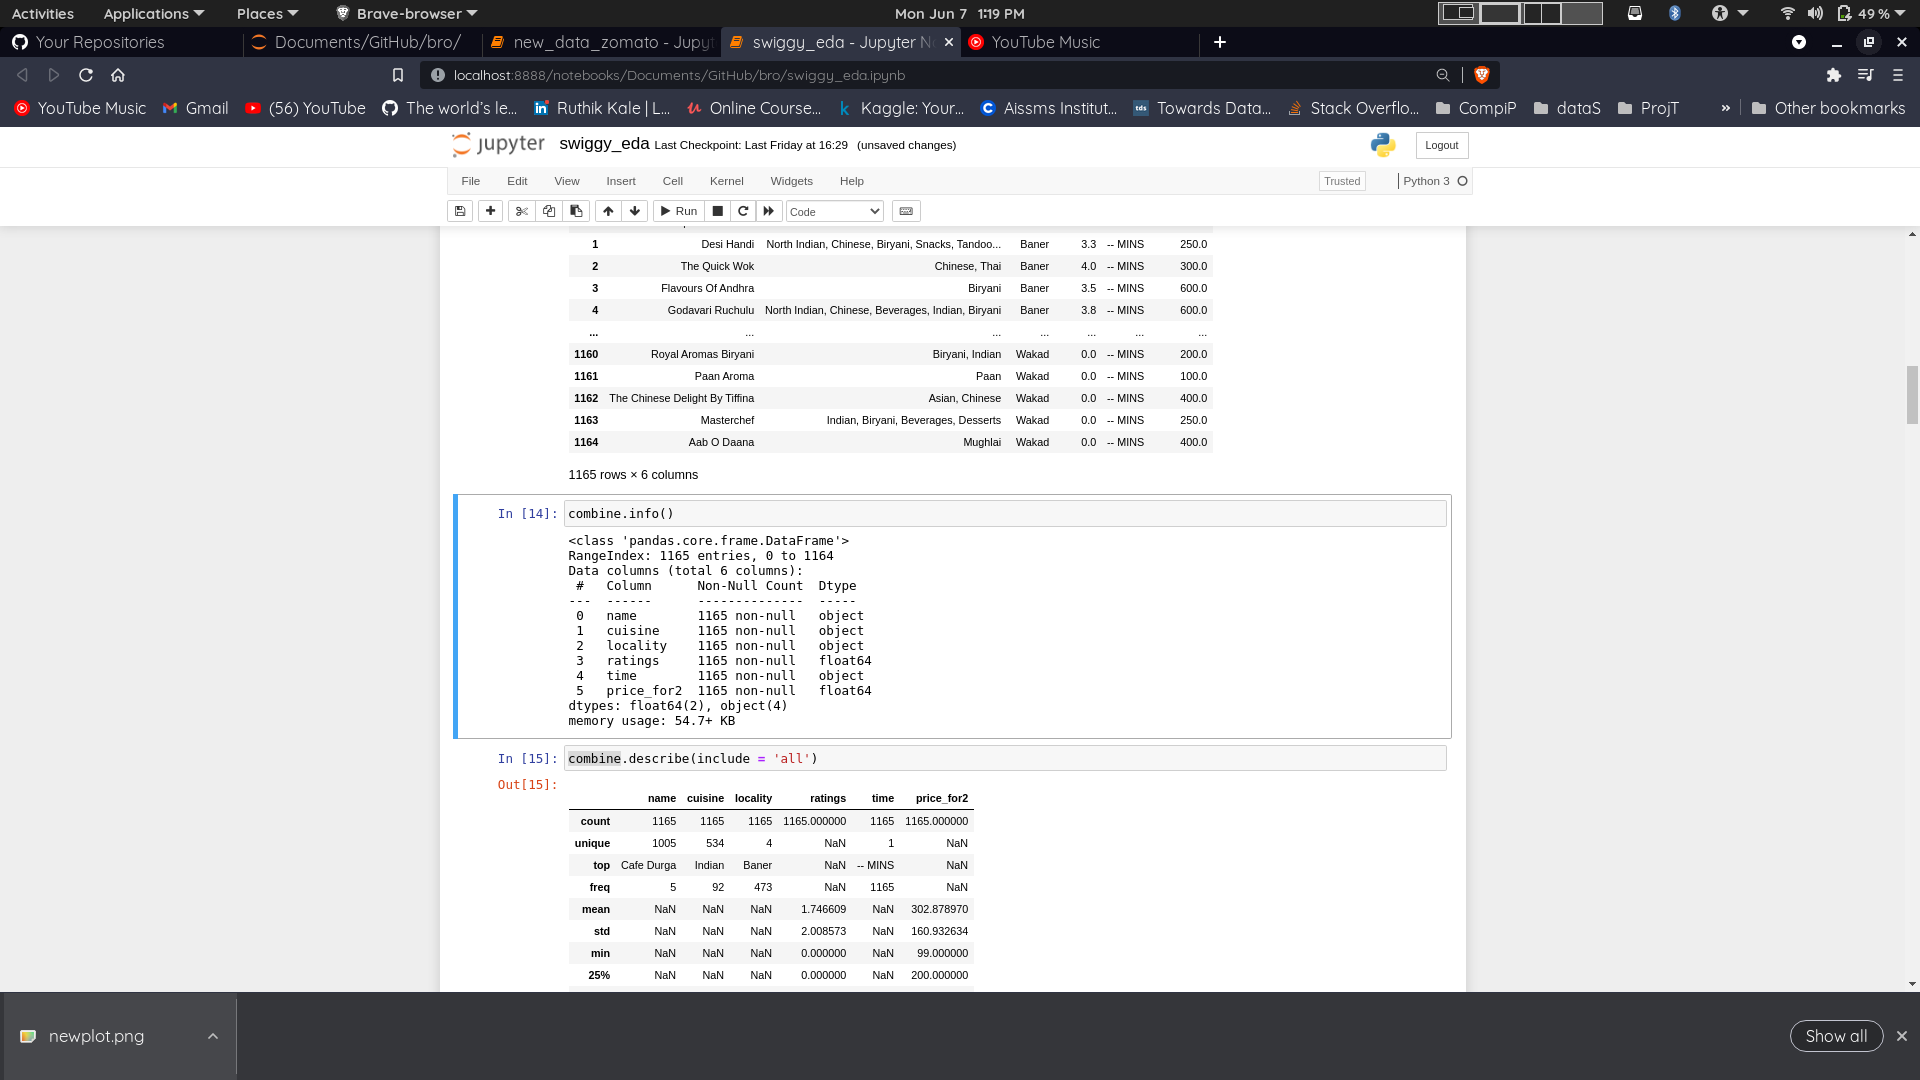 Activities Applications Places Brave-browser Mon Jun 7 1:19 PM 49 %
Your Repositories Documents/GitHub/bro/ new_data_zomato - Jupyt swiggy_eda - Jupyter N YouTube Music
localhost:8888/notebooks/Documents/GitHub/bro/swiggy_eda.ipynb
YouTube Music Gmail (56) YouTube The world's le... Ruthik Kale | L... Online Course... Kaggle: Your... Aissms Institut... tds Towards Data... Stack Overflo... CompiP dataS ProjT » Other bookmarks
jupyter swiggy_eda Last Checkpoint: Last Friday at 16:29 (unsaved changes) Logout
File Edit View Insert Cell Kernel Widgets Help Trusted Python 3
Run Code
1 Desi Handi North Indian, Chinese, Biryani, Snacks, Tandoo... Baner 3.3 -- MINS 250.0
2 The Quick Wok Chinese, Thai Baner 4.0 -- MINS 300.0
3 Flavours Of Andhra Biryani Baner 3.5 -- MINS 600.0
4 Godavari Ruchulu North Indian, Chinese, Beverages, Indian, Biryani Baner 3.8 -- MINS 600.0
... ... ... ... ... ... ...
1160 Royal Aromas Biryani Biryani, Indian Wakad 0.0 -- MINS 200.0
1161 Paan Aroma Paan Wakad 0.0 -- MINS 100.0
1162 The Chinese Delight By Tiffina Asian, Chinese Wakad 0.0 -- MINS 400.0
1163 Masterchef Indian, Biryani, Beverages, Desserts Wakad 0.0 -- MINS 250.0
1164 Aab O Daana Mughlai Wakad 0.0 -- MINS 400.0
1165 rows × 6 columns
In [14]: combine.info()
<class 'pandas.core.frame.DataFrame'>
RangeIndex: 1165 entries, 0 to 1164
Data columns (total 6 columns):
# Column Non-Null Count Dtype
--- ------ -------------- -----
0 name 1165 non-null object
1 cuisine 1165 non-null object
2 locality 1165 non-null object
3 ratings 1165 non-null float64
4 time 1165 non-null object
5 price_for2 1165 non-null float64
dtypes: float64(2), object(4)
memory usage: 54.7+ KB
In [15]: combine.describe(include = 'all')
Out[15]:
name cuisine locality ratings time price_for2
count 1165 1165 1165 1165.000000 1165 1165.000000
unique 1005 534 4 NaN 1 NaN
top Cafe Durga Indian Baner NaN -- MINS NaN
freq 5 92 473 NaN 1165 NaN
mean NaN NaN NaN 1.746609 NaN 302.878970
std NaN NaN NaN 2.008573 NaN 160.932634
min NaN NaN NaN 0.000000 NaN 99.000000
25% NaN NaN NaN 0.000000 NaN 200.000000
newplot.png Show all